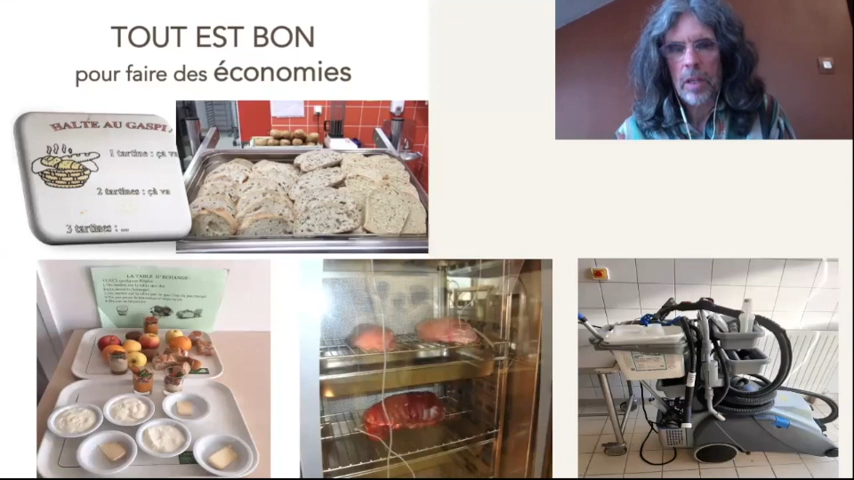 TOUT EST BON
pour faire des économies
HALTE AU GASPI
1 tartine : ça va
2 tartines : ça va
3 tartines : ...
LA TABLE D'ECHANGE